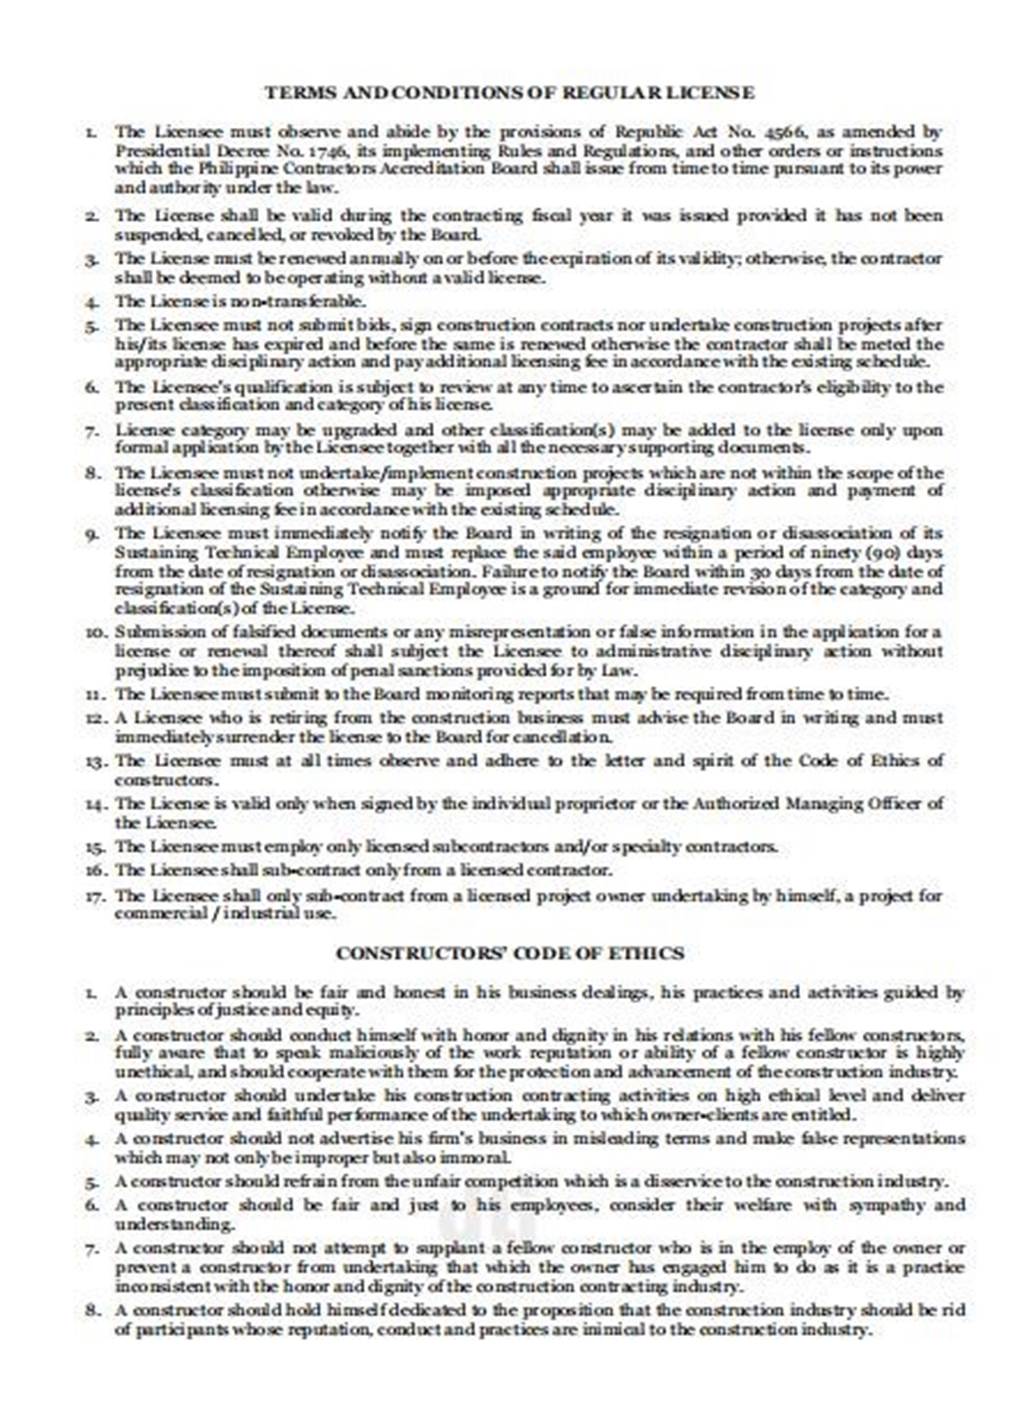 TERMS AND CONDITIONS OF REGULAR LICENSE
1. The Licensee must observe and abide by the provisions of Republic Act No. 4566, as amended by
Presidential Decree No. 1746, its implementing Rules and Regulations, and other orders or instructions
which the Philippine Contractors Accreditation Board shall issue from time to time pursuant to its power
and authority under the law.
2. The License shall be valid during the contracting fiscal year it was issued provided it has not been
suspended, cancelled, or revoked by the Board.
3. The License must be renewed annually on or before the expiration of its validity; otherwise, the contractor
shall be deemed to be operating without a valid license.
4. The License is non-transferable.
5. The Licensee must not submit bids, sign construction contracts nor undertake construction projects after
his/its license has expired and before the same is renewed otherwise the contractor shall be meted the
appropriate disciplinary action and pay additional licensing fee in accordance with the existing schedule.
6. The Licensee's qualification is subject to review at any time to ascertain the contractor's eligibility to the
present classification and category of his license.
7. License category may be upgraded and other classification(s) may be added to the license only upon
formal application by the Licensee together with all the necessary supporting documents.
8. The Licensee must not undertake/implement construction projects which are not within the scope of the
license's classification otherwise may be imposed appropriate disciplinary action and payment of
additional licensing fee in accordance with the existing schedule.
9. The Licensee must immediately notify the Board in writing of the resignation or disassociation of its
Sustaining Technical Employee and must replace the said employee within a period of ninety (90) days
from the date of resignation or disassociation. Failure to notify the Board within 30 days from the date of
resignation of the Sustaining Technical Employee is a ground for immediate revision of the category and
classification(s) of the License.
10. Submission of falsified documents or any misrepresentation or false information in the application for a
license or renewal thereof shall subject the Licensee to administrative disciplinary action without
prejudice to the imposition of penal sanctions provided for by Law.
11. The Licensee must submit to the Board monitoring reports that may be required from time to time.
12. A Licensee who is retiring from the construction business must advise the Board in writing and must
immediately surrender the license to the Board for cancellation.
13. The Licensee must at all times observe and adhere to the letter and spirit of the Code of Ethics of
constructors.
14. The License is valid only when signed by the individual proprietor or the Authorized Managing Officer of
the Licensee.
15. The Licensee must employ only licensed subcontractors and/or specialty contractors.
16. The Licensee shall sub-contract only from a licensed contractor.
17. The Licensee shall only sub-contract from a licensed project owner undertaking by himself, a project for
commercial / industrial use.
CONSTRUCTORS' CODE OF ETHICS
1. A constructor should be fair and honest in his business dealings, his practices and activities guided by
principles of justice and equity.
2. A constructor should conduct himself with honor and dignity in his relations with his fellow constructors,
fully aware that to speak maliciously of the work reputation or ability of a fellow constructor is highly
unethical, and should cooperate with them for the protection and advancement of the construction industry.
3. A constructor should undertake his construction contracting activities on high ethical level and deliver
quality service and faithful performance of the undertaking to which owner-clients are entitled.
4. A constructor should not advertise his firm's business in misleading terms and make false representations
which may not only be improper but also immoral.
5. A constructor should refrain from the unfair competition which is a disservice to the construction industry.
6. A constructor should be fair and just to his employees, consider their welfare with sympathy and
understanding.
7. A constructor should not attempt to supplant a fellow constructor who is in the employ of the owner or
prevent a constructor from undertaking that which the owner has engaged him to do as it is a practice
inconsistent with the honor and dignity of the construction contracting industry.
8. A constructor should hold himself dedicated to the proposition that the construction industry should be rid
of participants whose reputation, conduct and practices are inimical to the construction industry.